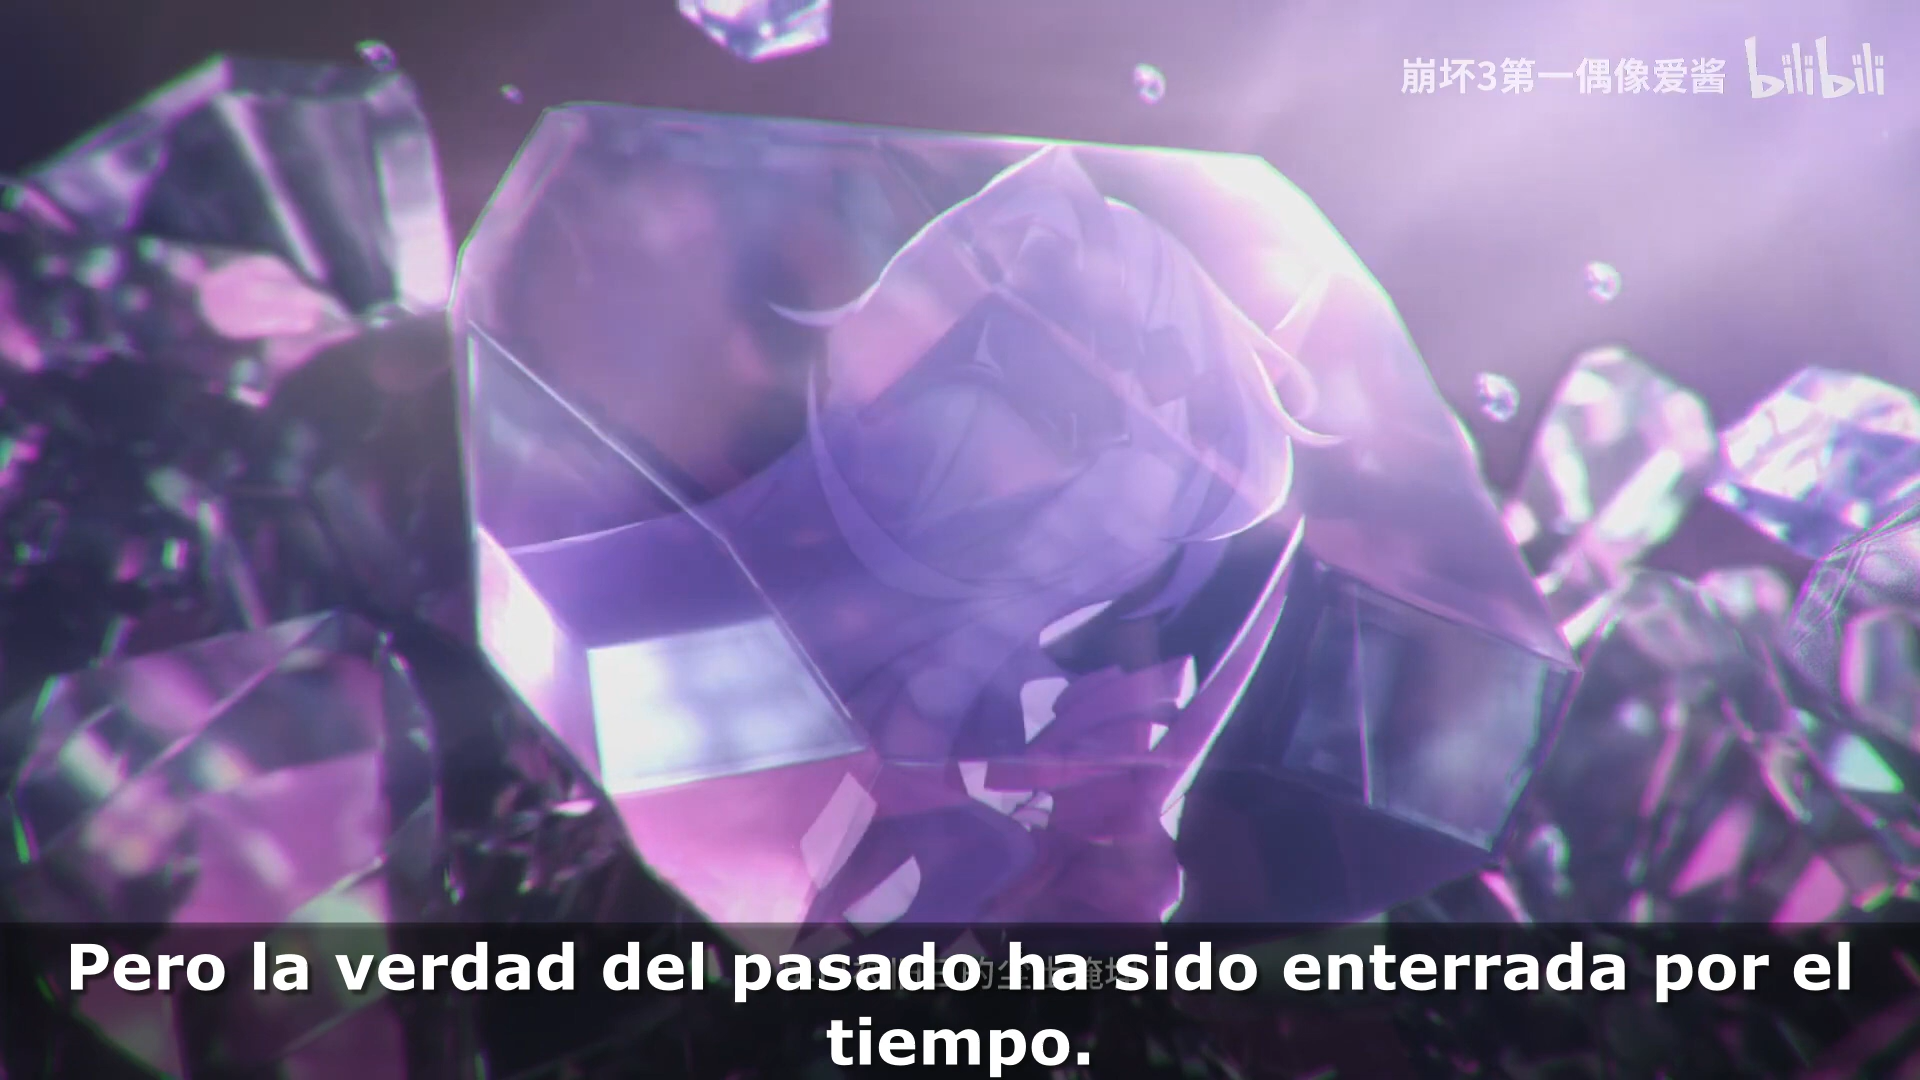 崩坏3第一偶像爱酱 bilibili
Pero la verdad del pasado ha sido enterrada por el
tiempo.